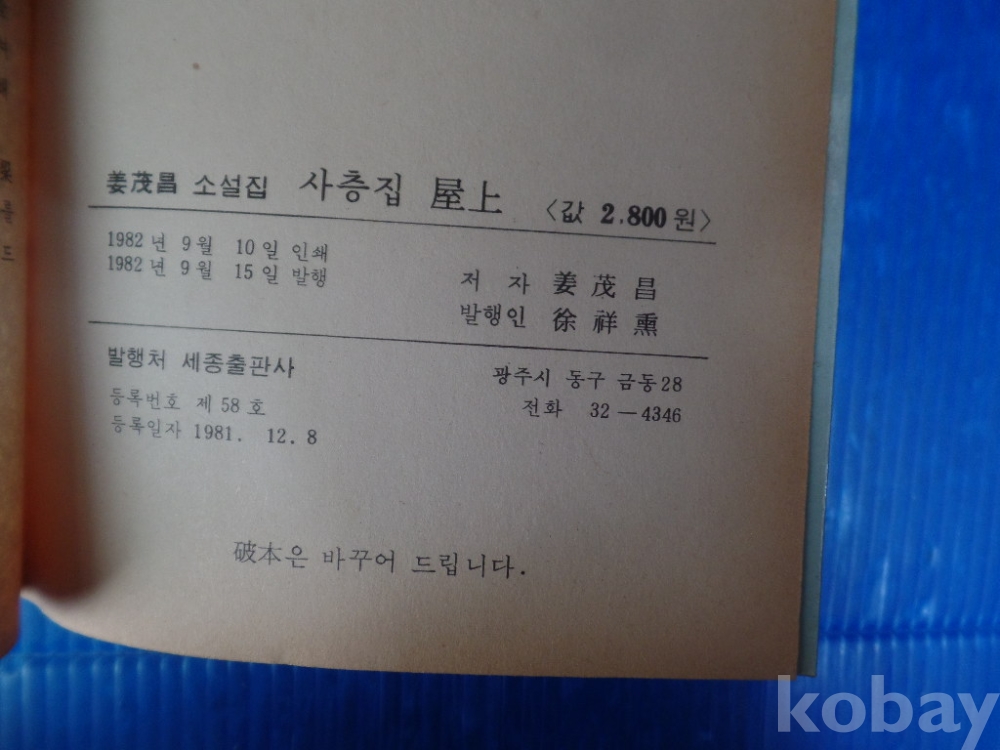 姜茂昌 소설집 사층집 屋上 〈값 2.800원〉
1982년 9월 10일 인쇄
1982년 9월 15일 발행
저 자 姜茂昌
발행인 徐祥熏
발행처 세종출판사
광주시 동구 금동28
등록번호 제58호
전화 32－4346
등록일자 1981. 12. 8
破本은 바꾸어 드립니다.
kobay